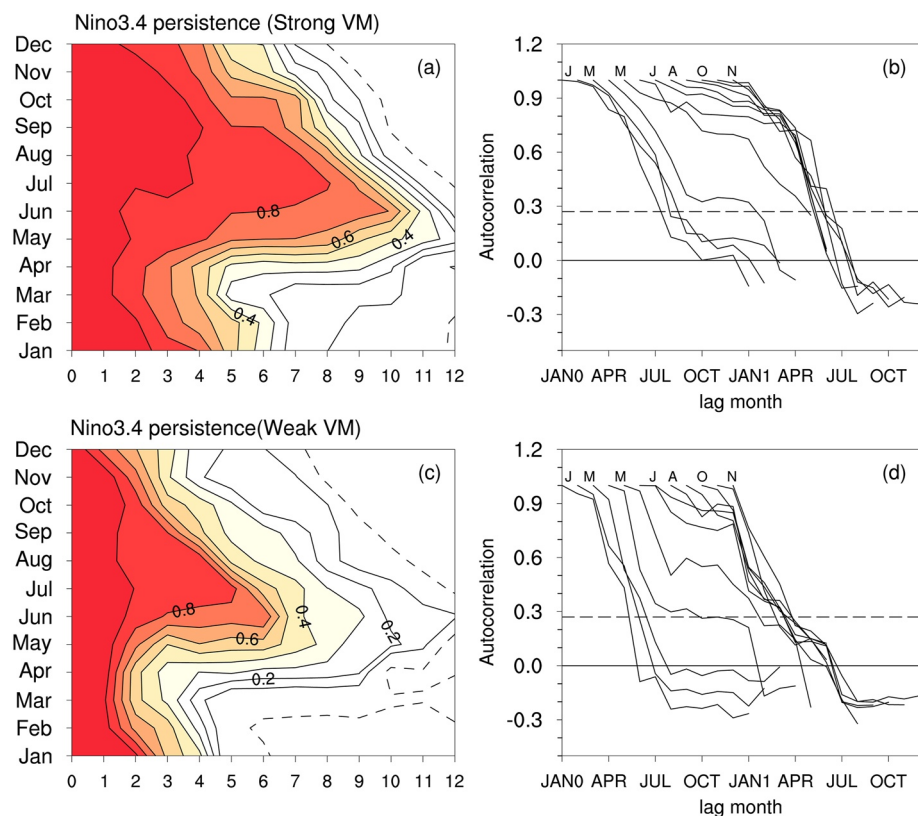 Nino3.4 persistence (Strong VM)
Dec
Nov
Oct
Sep
Aug
Jul
Jun
May
Apr
Mar
Feb
Jan
(a)
0.8
0.6
0.4
0.4
0 1 2 3 4 5 6 7 8 9 10 11 12
(b)
J M M J A O N
Autocorrelation
1.2
0.9
0.6
0.3
0.0
-0.3
JAN0 APR JUL OCT JAN1 APR JUL OCT
lag month
Nino3.4 persistence(Weak VM)
Dec
Nov
Oct
Sep
Aug
Jul
Jun
May
Apr
Mar
Feb
Jan
(c)
0.8
0.6
0.4
0.2
0.2
0 1 2 3 4 5 6 7 8 9 10 11 12
(d)
J M M J A O N
Autocorrelation
1.2
0.9
0.6
0.3
0.0
-0.3
JAN0 APR JUL OCT JAN1 APR JUL OCT
lag month